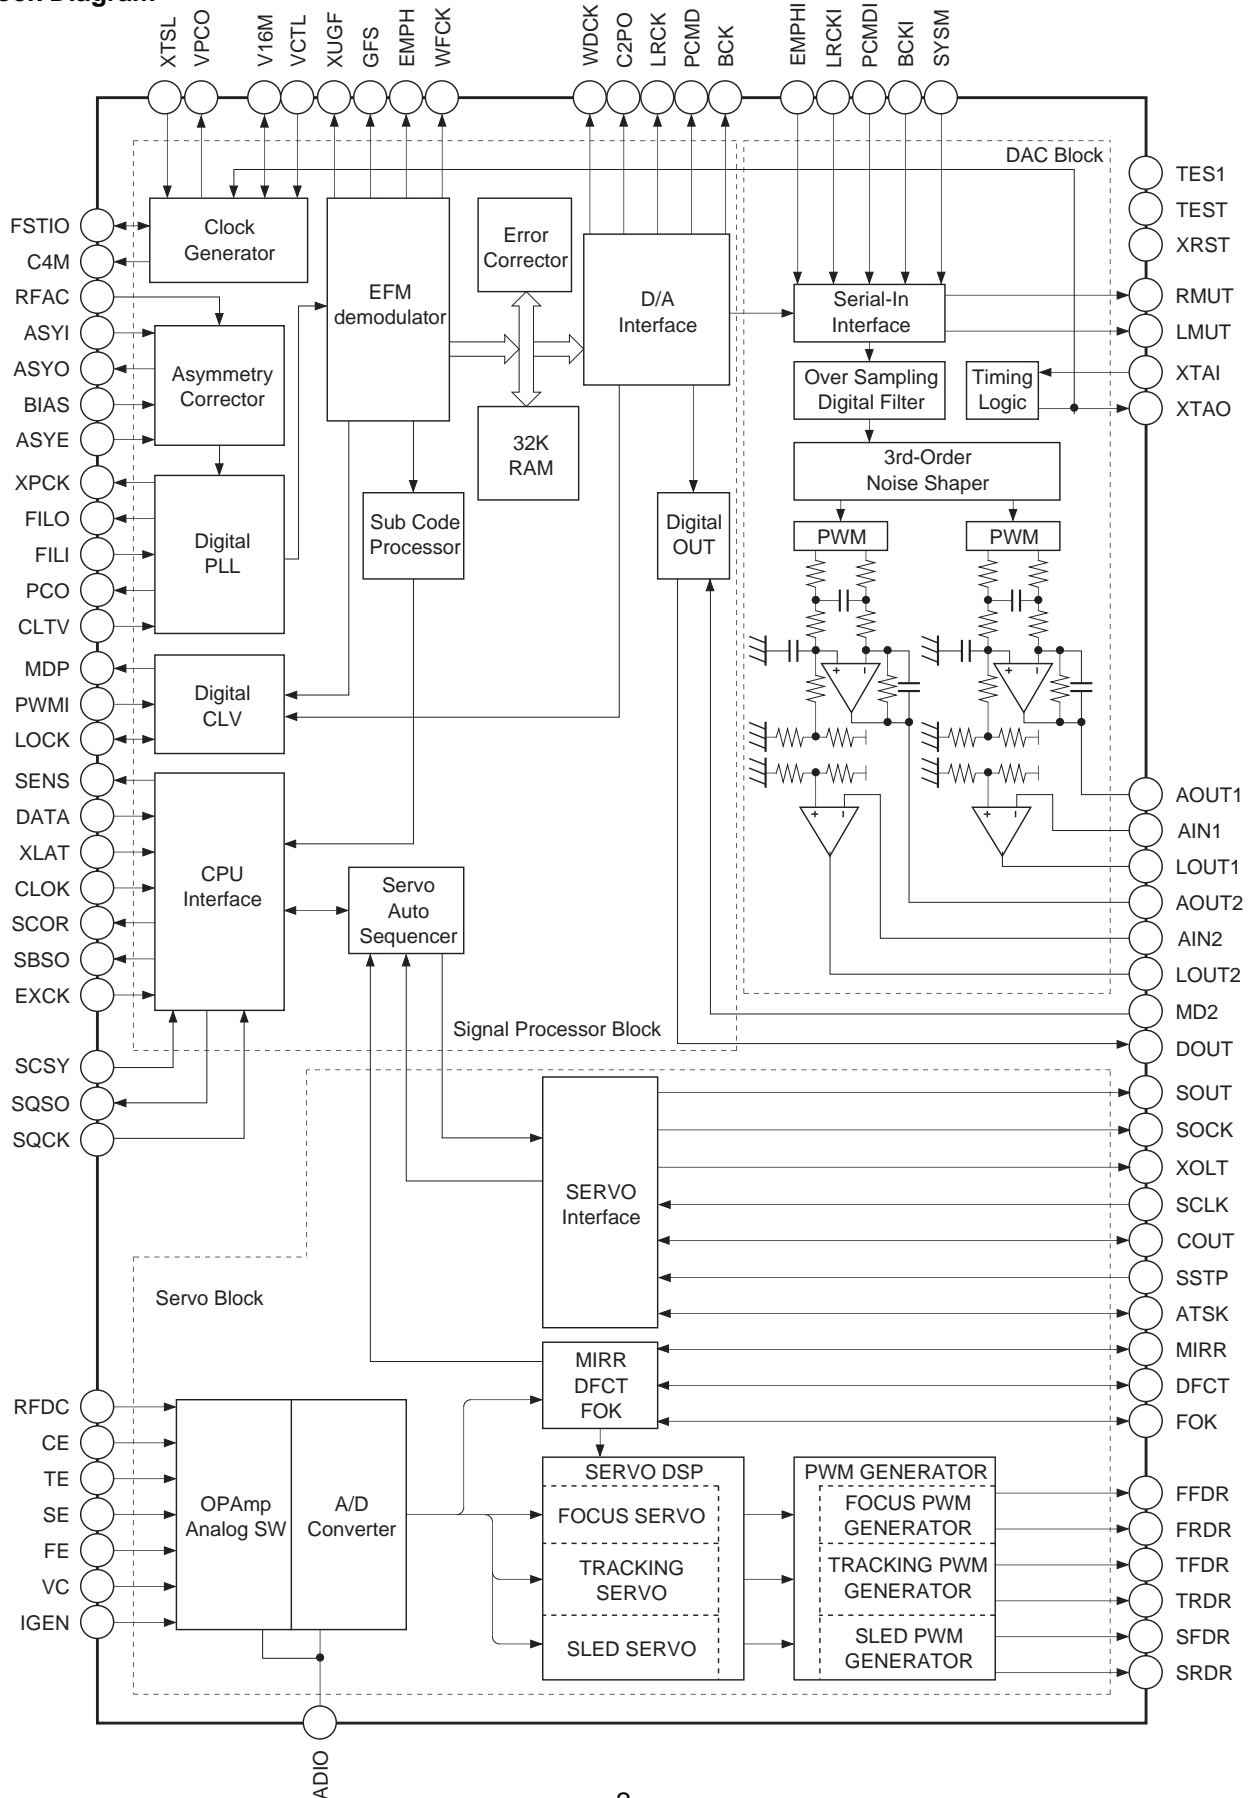 XTSL
VPCO
V16M
VCTL
XUGF
GFS
EMPH
WFCK
WDCK
C2PO
LRCK
PCMD
BCK
EMPHI
LRCKI
PCMDI
BCKI
SYSM
DAC Block
TES1
TEST
XRST
RMUT
LMUT
XTAI
XTAO
FSTIO
C4M
RFAC
ASYI
ASYO
BIAS
ASYE
XPCK
FILO
FILI
PCO
CLTV
MDP
PWMI
LOCK
SENS
DATA
XLAT
CLOK
SCOR
SBSO
EXCK
SCSY
SQSO
SQCK
Clock
Generator
Asymmetry
Corrector
Digital
PLL
Digital
CLV
CPU
Interface
EFM
demodulator
Error
Corrector
32K
RAM
Sub Code
Processor
D/A
Interface
Digital
OUT
Servo
Auto
Sequencer
Signal Processor Block
Serial-In
Interface
Over Sampling
Digital Filter
Timing
Logic
3rd-Order
Noise Shaper
PWM
PWM
+ −
+ −
+ −
+ −
AOUT1
AIN1
LOUT1
AOUT2
AIN2
LOUT2
MD2
DOUT
SOUT
SOCK
XOLT
SCLK
COUT
SSTP
ATSK
MIRR
DFCT
FOK
SERVO
Interface
Servo Block
MIRR
DFCT
FOK
RFDC
CE
TE
SE
FE
VC
IGEN
OPAmp
Analog SW
A/D
Converter
SERVO DSP
FOCUS SERVO
TRACKING
SERVO
SLED SERVO
PWM GENERATOR
FOCUS PWM
GENERATOR
TRACKING PWM
GENERATOR
SLED PWM
GENERATOR
FFDR
FRDR
TFDR
TRDR
SFDR
SRDR
ADIO